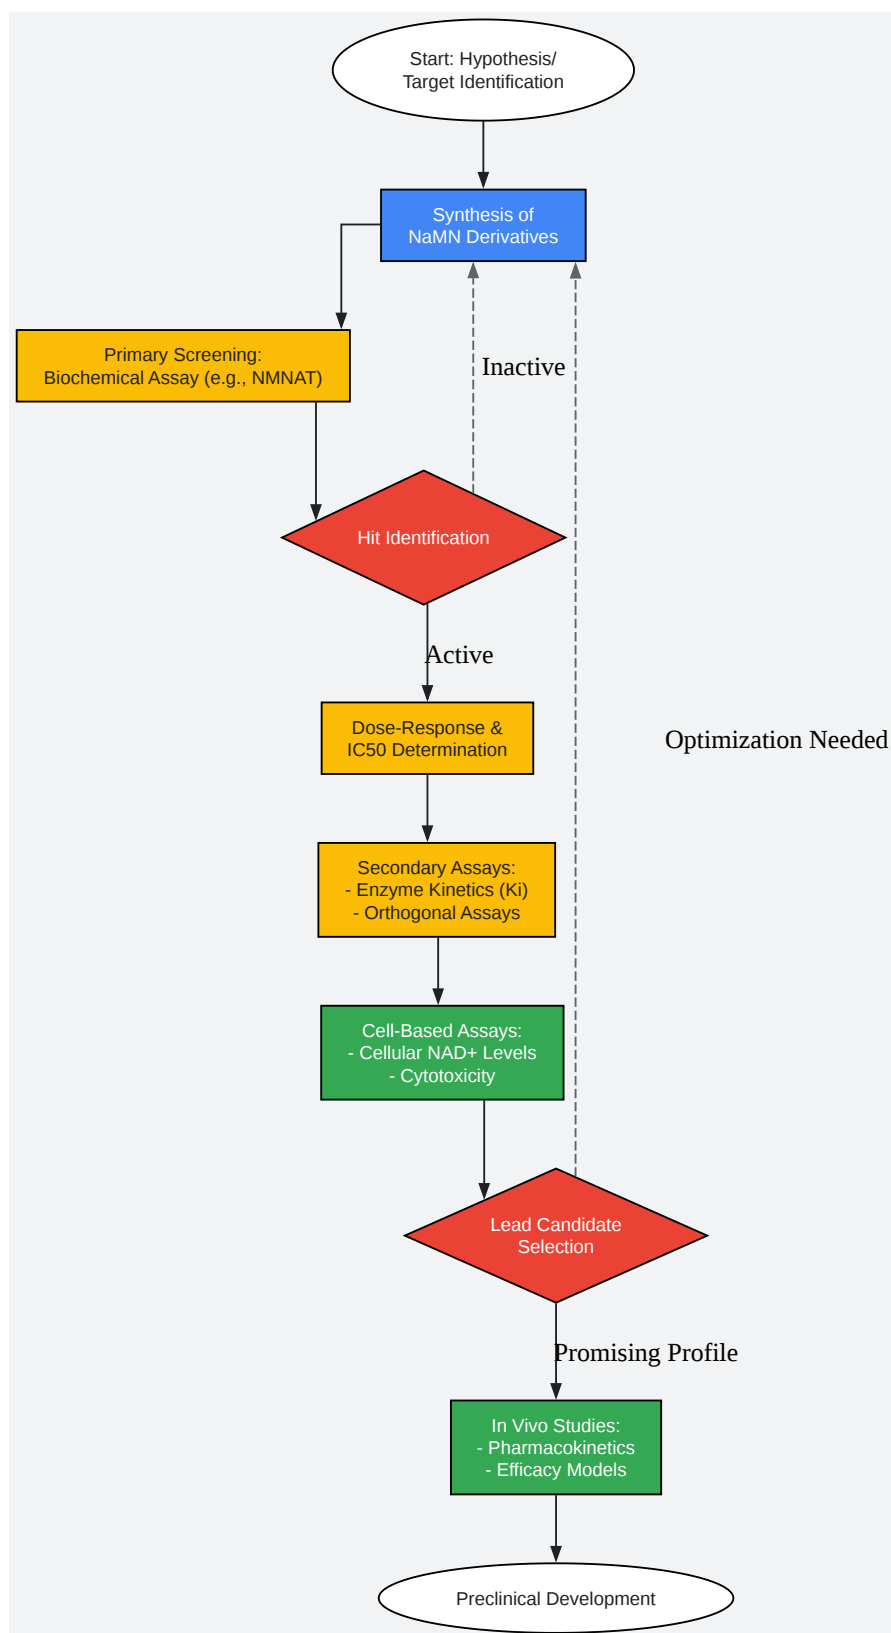 Start: Hypothesis/
Target Identification
Synthesis of
NaMN Derivatives
Primary Screening:
Biochemical Assay (e.g., NMNAT)
Inactive
Hit Identification
Active
Dose-Response &
IC50 Determination
Optimization Needed
Secondary Assays:
- Enzyme Kinetics (Ki)
- Orthogonal Assays
Cell-Based Assays:
- Cellular NAD+ Levels
- Cytotoxicity
Lead Candidate
Selection
Promising Profile
In Vivo Studies:
- Pharmacokinetics
- Efficacy Models
Preclinical Development